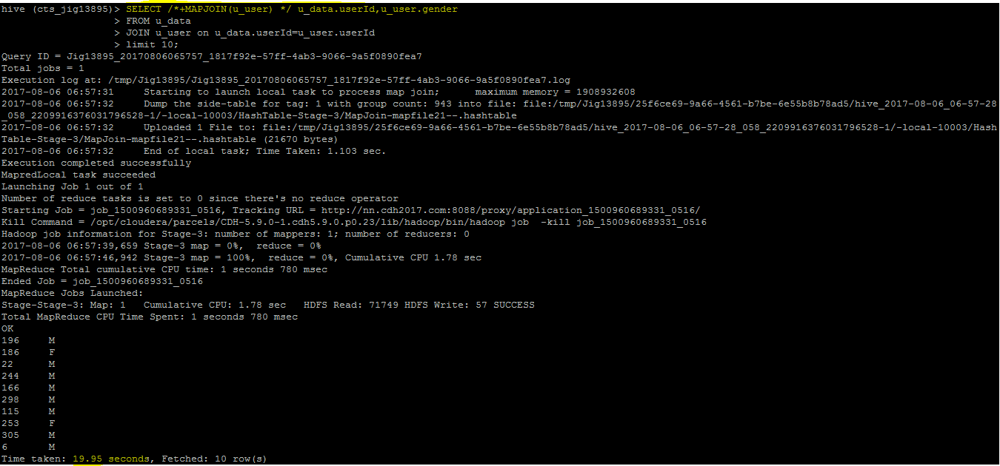 hive (cts_jig13895)> SELECT /*+MAPJOIN(u_user) */ u_data.userId,u_user.gender
> FROM u_data
> JOIN u_user on u_data.userId=u_user.userId
> limit 10;
Query ID = Jig13895_20170806065757_1817f92e-57ff-4ab3-9066-9a5f0890fea7
Total jobs = 1
Execution log at: /tmp/Jig13895/Jig13895_20170806065757_1817f92e-57ff-4ab3-9066-9a5f0890fea7.log
2017-08-06 06:57:31     Starting to launch local task to process map join;      maximum memory = 1908932608
2017-08-06 06:57:32     Dump the side-table for tag: 1 with group count: 943 into file: file:/tmp/Jig13895/25f6ce69-9a66-4561-b7be-6e55b8b78ad5/hive_2017-08-06_06-57-28
_058_2209916376031796528-1/-local-10003/HashTable-Stage-3/MapJoin-mapfile21--.hashtable
2017-08-06 06:57:32     Uploaded 1 File to: file:/tmp/Jig13895/25f6ce69-9a66-4561-b7be-6e55b8b78ad5/hive_2017-08-06_06-57-28_058_2209916376031796528-1/-local-10003/Hash
Table-Stage-3/MapJoin-mapfile21--.hashtable (21670 bytes)
2017-08-06 06:57:32     End of local task; Time Taken: 1.103 sec.
Execution completed successfully
MapredLocal task succeeded
Launching Job 1 out of 1
Number of reduce tasks is set to 0 since there's no reduce operator
Starting Job = job_1500960689331_0516, Tracking URL = http://nn.cdh2017.com:8088/proxy/application_1500960689331_0516/
Kill Command = /opt/cloudera/parcels/CDH-5.9.0-1.cdh5.9.0.p0.23/lib/hadoop/bin/hadoop job  -kill job_1500960689331_0516
Hadoop job information for Stage-3: number of mappers: 1; number of reducers: 0
2017-08-06 06:57:39,659 Stage-3 map = 0%,  reduce = 0%
2017-08-06 06:57:46,942 Stage-3 map = 100%,  reduce = 0%, Cumulative CPU 1.78 sec
MapReduce Total cumulative CPU time: 1 seconds 780 msec
Ended Job = job_1500960689331_0516
MapReduce Jobs Launched:
Stage-Stage-3: Map: 1   Cumulative CPU: 1.78 sec   HDFS Read: 71749 HDFS Write: 57 SUCCESS
Total MapReduce CPU Time Spent: 1 seconds 780 msec
OK
196     M
186     F
22      M
244     M
166     M
298     M
115     M
253     F
305     M
6       M
Time taken: 19.95 seconds, Fetched: 10 row(s)